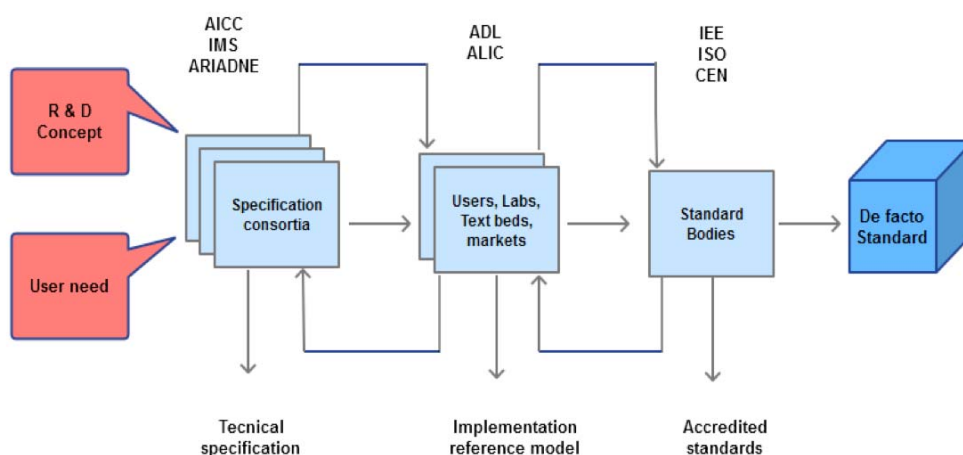 AICC
IMS
ARIADNE
ADL
ALIC
IEE
ISO
CEN
R & D
Concept
Specification
consortia
Users, Labs,
Text beds,
markets
Standard
Bodies
De facto
Standard
User need
Tecnical
specification
Implementation
reference model
Accredited
standards